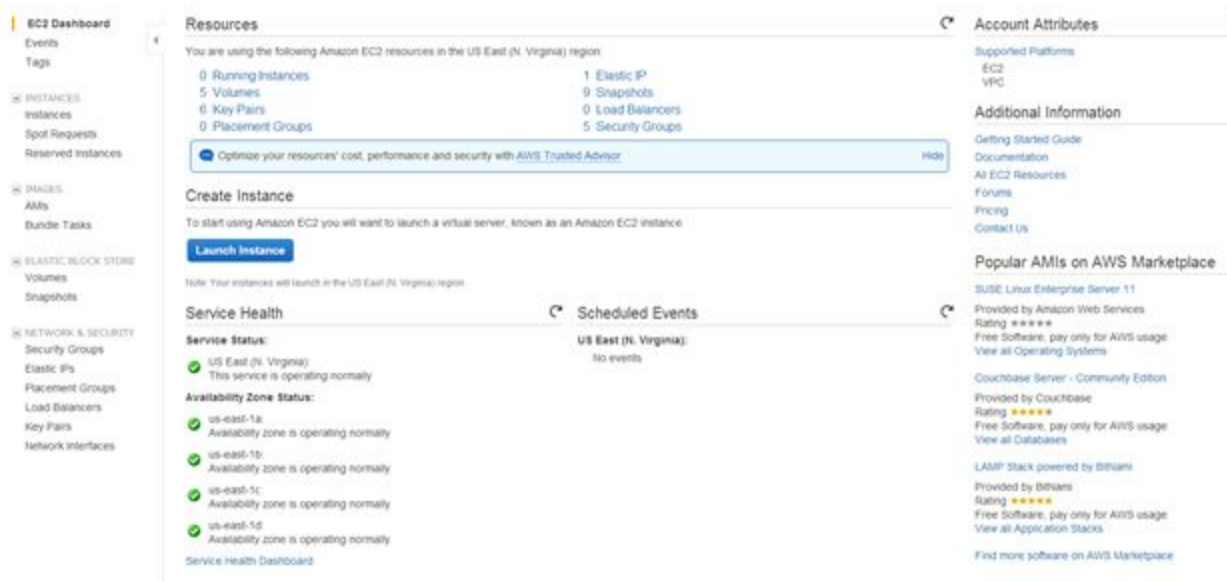 EC2 Dashboard
Events
Tags
INSTANCES
Instances
Spot Requests
Reserved Instances
IMAGES
AMIs
Bundle Tasks
ELASTIC BLOCK STORE
Volumes
Snapshots
NETWORK & SECURITY
Security Groups
Elastic IPs
Placement Groups
Load Balancers
Key Pairs
Network Interfaces
Resources
You are using the following Amazon EC2 resources in the US East (N. Virginia) region:
0 Running Instances
1 Elastic IP
5 Volumes
9 Snapshots
6 Key Pairs
0 Load Balancers
0 Placement Groups
5 Security Groups
Optimize your resources' cost, performance and security with AWS Trusted Advisor
Hide
Create Instance
To start using Amazon EC2 you will want to launch a virtual server, known as an Amazon EC2 instance.
Launch Instance
Note: Your instances will launch in the US East (N. Virginia) region
Service Health
Service Status:
US East (N. Virginia):
This service is operating normally
Availability Zone Status:
us-east-1a:
Availability zone is operating normally
us-east-1b:
Availability zone is operating normally
us-east-1c:
Availability zone is operating normally
us-east-1d:
Availability zone is operating normally
Service Health Dashboard
Scheduled Events
US East (N. Virginia):
No events
Account Attributes
Supported Platforms
EC2
VPC
Additional Information
Getting Started Guide
Documentation
All EC2 Resources
Forums
Pricing
Contact Us
Popular AMIs on AWS Marketplace
SUSE Linux Enterprise Server 11
Provided by Amazon Web Services
Rating
Free Software, pay only for AWS usage
View all Operating Systems
Couchbase Server - Community Edition
Provided by Couchbase
Rating
Free Software, pay only for AWS usage
View all Databases
LAMP Stack powered by BitNami
Provided by BitNami
Rating
Free Software, pay only for AWS usage
View all Application Stacks
Find more software on AWS Marketplace